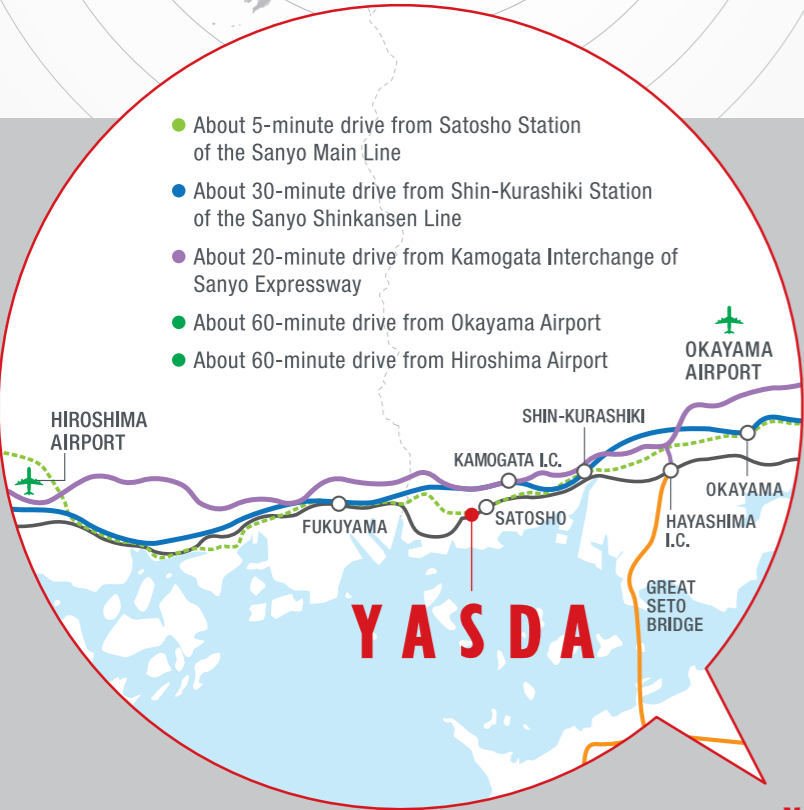 About 5-minute drive from Satosho Station
of the Sanyo Main Line
About 30-minute drive from Shin-Kurashiki Station
of the Sanyo Shinkansen Line
About 20-minute drive from Kamogata Interchange of
Sanyo Expressway
About 60-minute drive from Okayama Airport
About 60-minute drive from Hiroshima Airport
OKAYAMA
AIRPORT
HIROSHIMA
AIRPORT
SHIN-KURASHIKI
KAMOGATA I.C.
OKAYAMA
FUKUYAMA
SATOSHO
HAYASHIMA
I.C.
GREAT
SETO
BRIDGE
YASDA